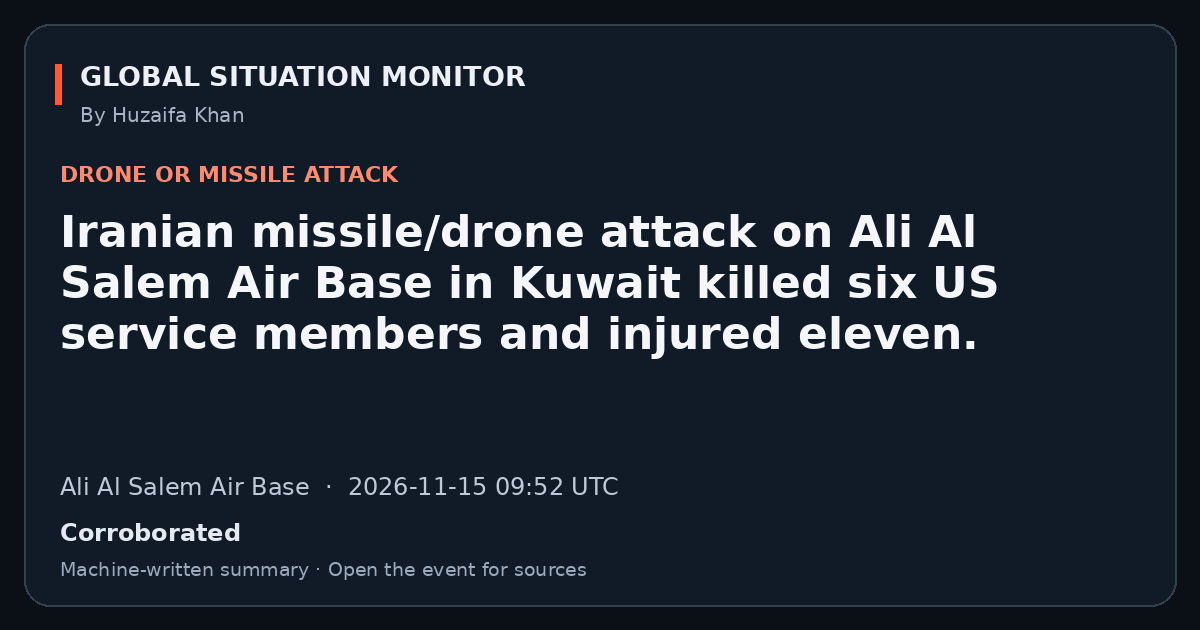 GLOBAL SITUATION MONITOR
By Huzaifa Khan
DRONE OR MISSILE ATTACK
Iranian missile/drone attack on Ali Al
Salem Air Base in Kuwait killed six US
service members and injured eleven.
Ali Al Salem Air Base · 2026-11-15 09:52 UTC
Corroborated
Machine-written summary · Open the event for sources